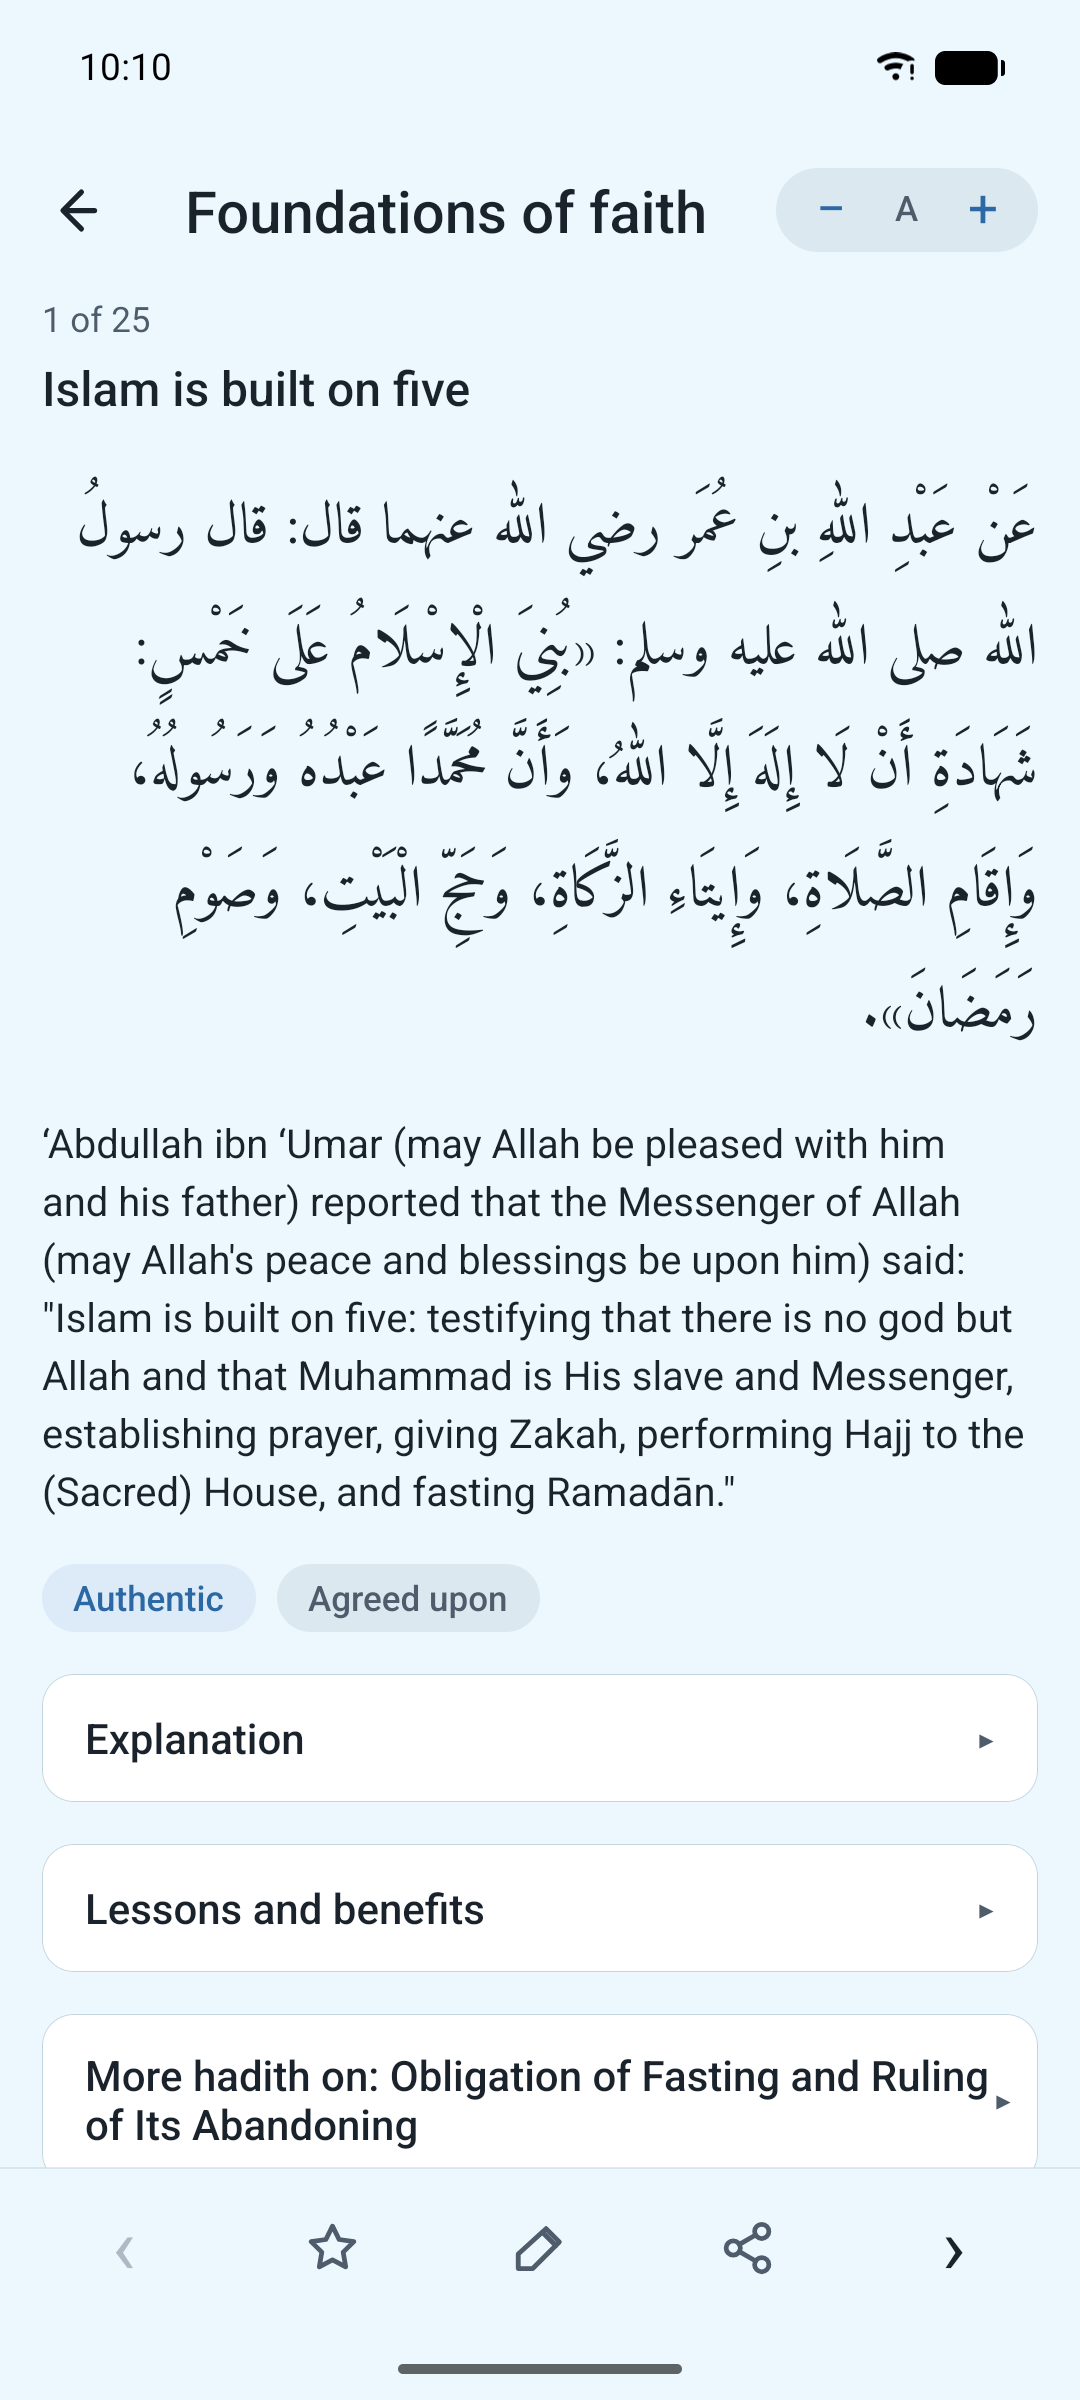 10:10
Foundations of faith
− A +
1 of 25
Islam is built on five
عَنْ عَبْدِ اللهِ بنِ عُمَر رضي الله عنهما قال: قال رسولُ
الله صلى الله عليه وسلم: «بُنِيَ الْإِسْلَامُ عَلَى خَمْسٍ:
شَهَادَةِ أَنْ لَا إِلَهَ إِلَّا اللهُ، وَأَنَّ مُحَمَّدًا عَبْدُهُ وَرَسُولُهُ،
وَإِقَامِ الصَّلَاةِ، وَإِيتَاءِ الزَّكَاةِ، وَحَجِّ الْبَيْتِ، وَصَوْمِ
رَمَضَانَ».
‘Abdullah ibn ‘Umar (may Allah be pleased with him
and his father) reported that the Messenger of Allah
(may Allah's peace and blessings be upon him) said:
"Islam is built on five: testifying that there is no god but
Allah and that Muhammad is His slave and Messenger,
establishing prayer, giving Zakah, performing Hajj to the
(Sacred) House, and fasting Ramadān."
Authentic Agreed upon
Explanation
Lessons and benefits
More hadith on: Obligation of Fasting and Ruling
of Its Abandoning